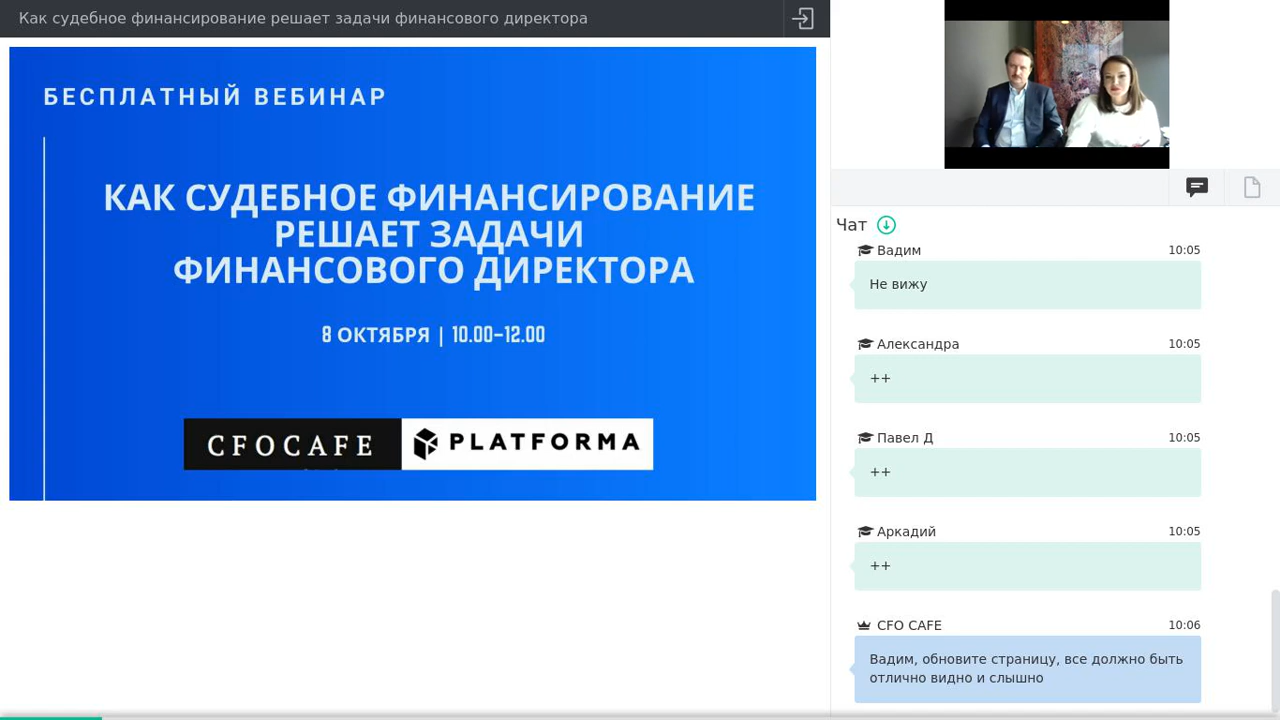 Как судебное финансирование решает задачи финансового директора
БЕСПЛАТНЫЙ ВЕБИНАР
КАК СУДЕБНОЕ ФИНАНСИРОВАНИЕ
РЕШАЕТ ЗАДАЧИ
ФИНАНСОВОГО ДИРЕКТОРА
8 ОКТЯБРЯ | 10.00-12.00
CFOCAFE PLATFORMA
Чат
Вадим 10:05
Не вижу
Александра 10:05
++
Павел Д 10:05
++
Аркадий 10:05
++
CFO CAFE 10:06
Вадим, обновите страницу, все должно быть
отлично видно и слышно